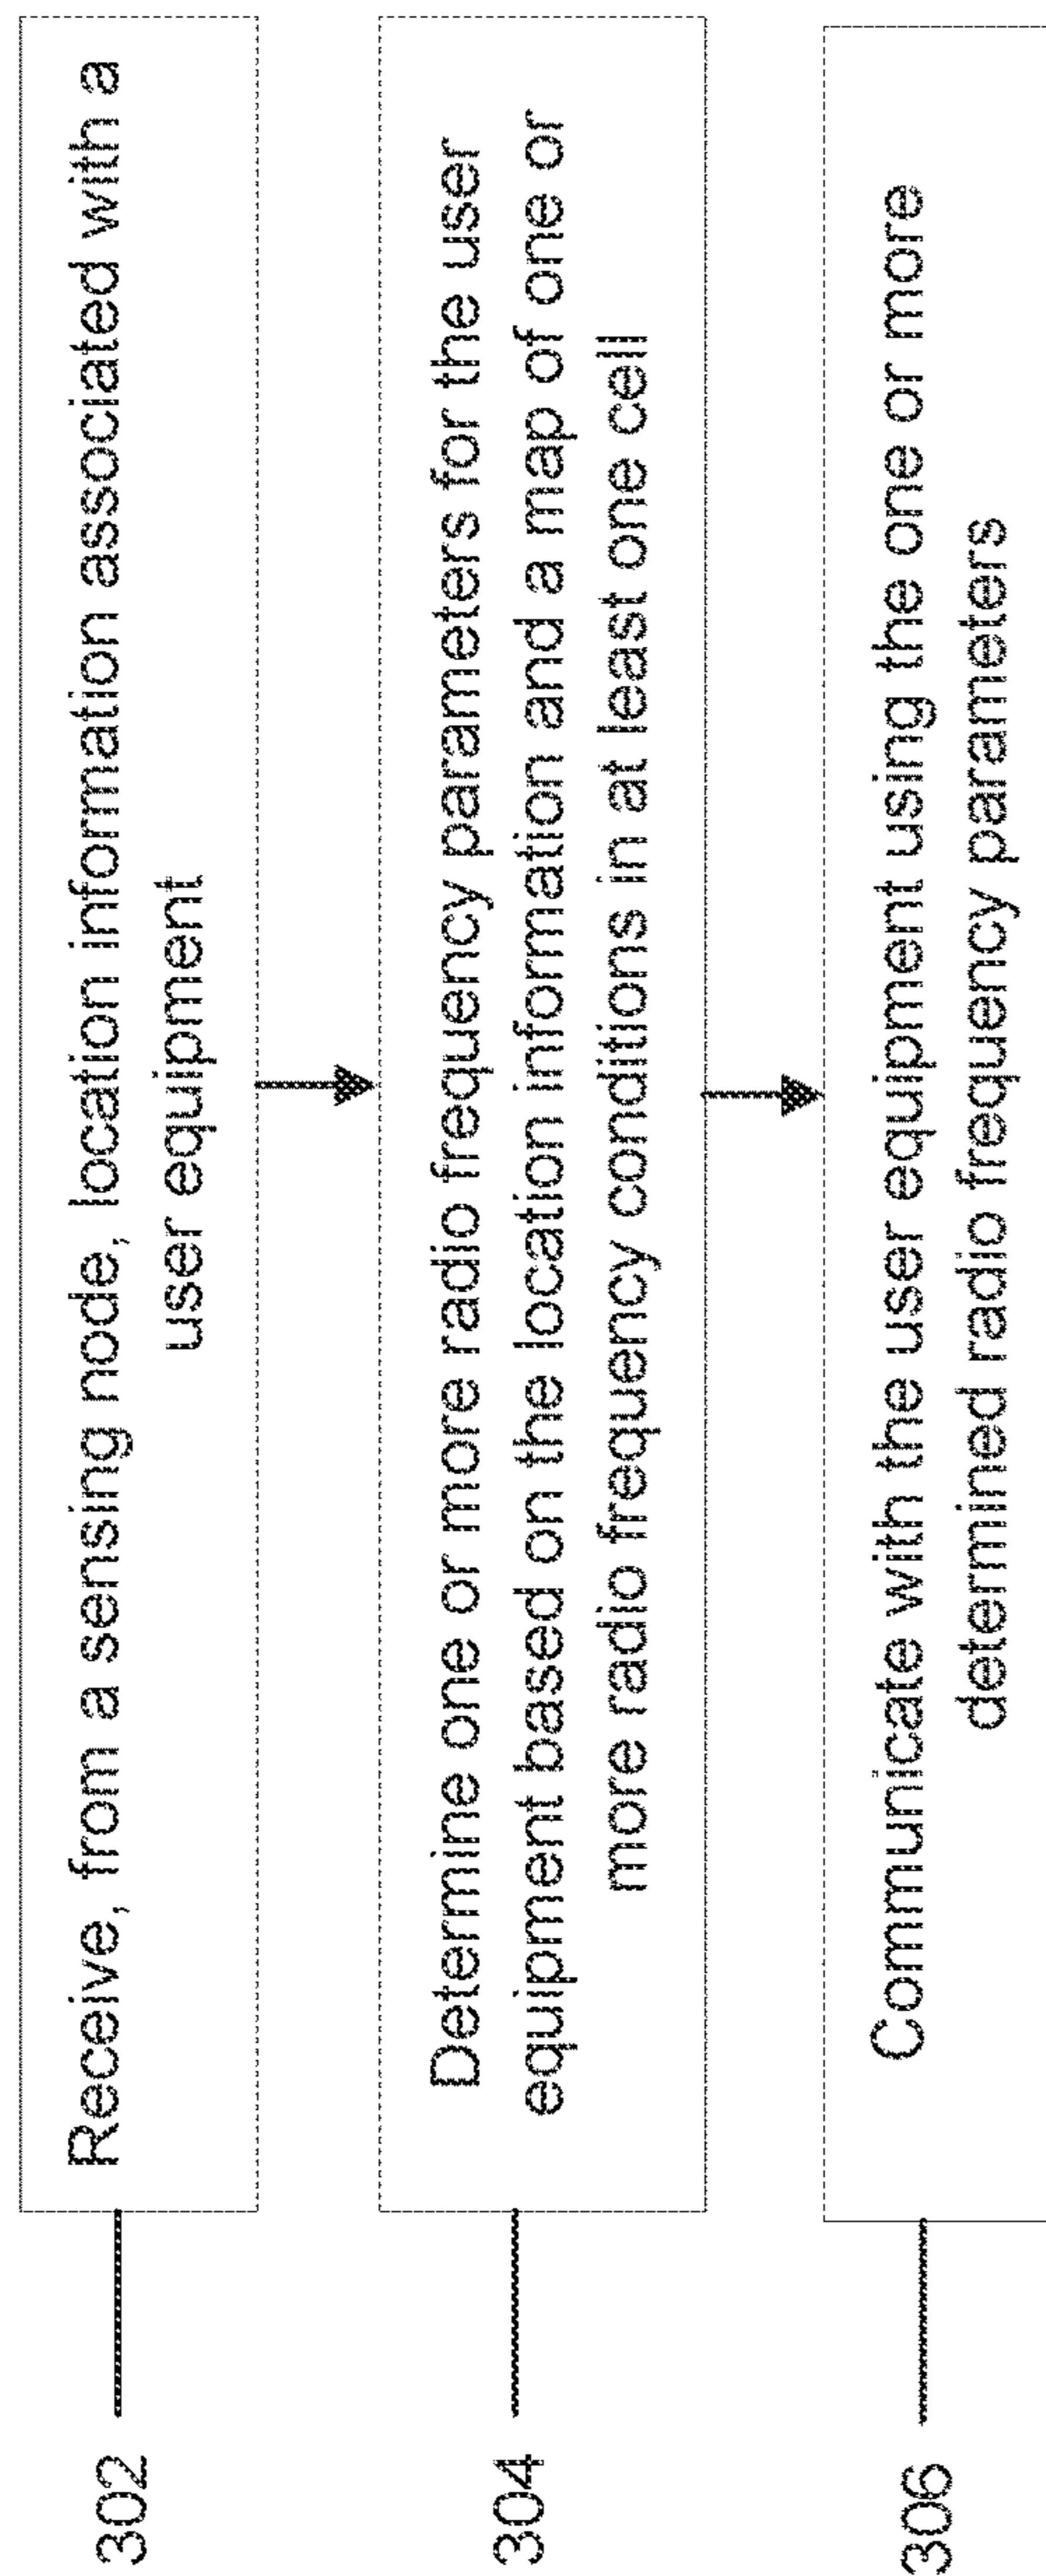 302
Receive, from a sensing node, location information associated with a
user equipment
304
Determine one or more radio frequency parameters for the user
equipment based on the location information and a map of one or
more radio frequency conditions in at least one cell
306
Communicate with the user equipment using the one or more
determined radio frequency parameters